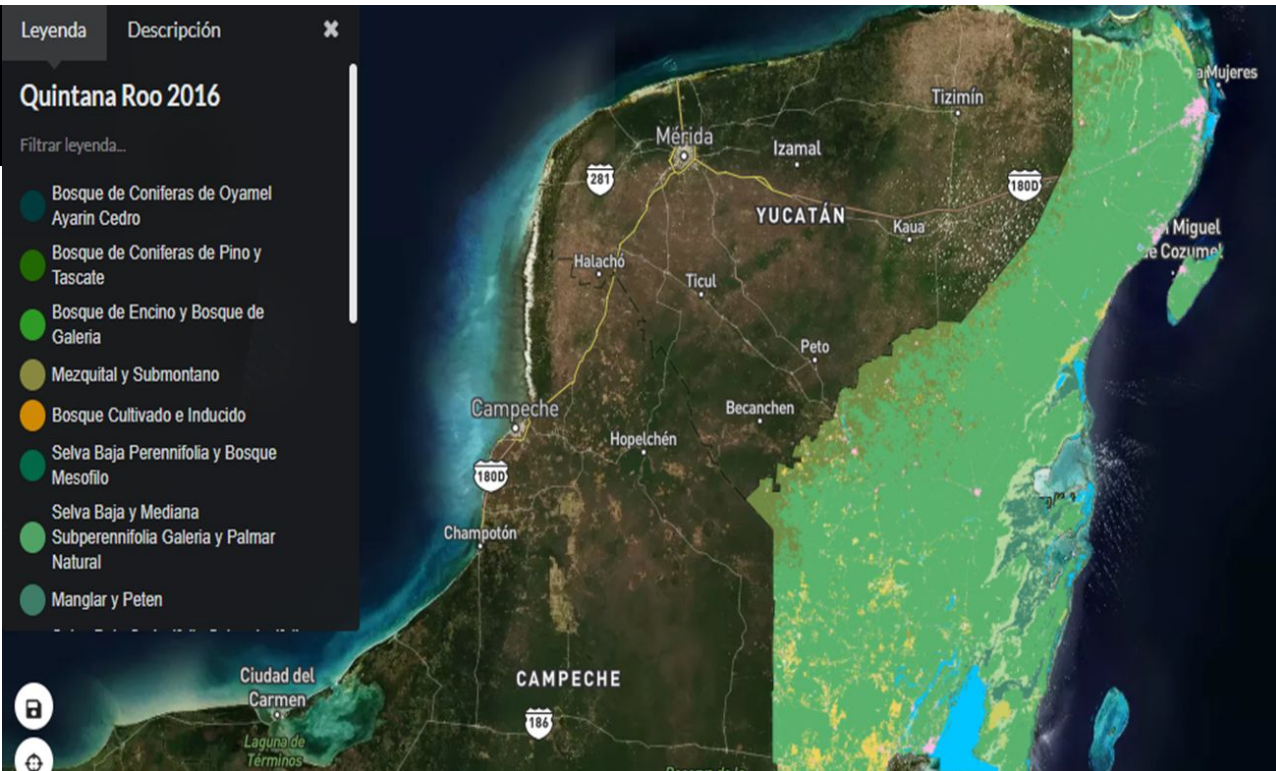 Leyenda
Descripción
Quintana Roo 2016
Filtrar leyenda...
Bosque de Coniferas de Oyamel
Ayarin Cedro
Bosque de Coniferas de Pino y
Tascate
Bosque de Encino y Bosque de
Galeria
Mezquital y Submontano
Bosque Cultivado e Inducido
Selva Baja Perennifolia y Bosque
Mesofilo
Selva Baja y Mediana
Subperennifolia Galeria y Palmar
Natural
Manglar y Peten
a Mujeres
Tizimín
Mérida
Izamal
281
180D
YUCATÁN
Kaua
Miguel
e Cozumel
Halachó
Ticul
Peto
Campeche
Becanchen
Hopelchén
180D
Champotón
Ciudad del
Carmen
CAMPECHE
186
Laguna de
Términos